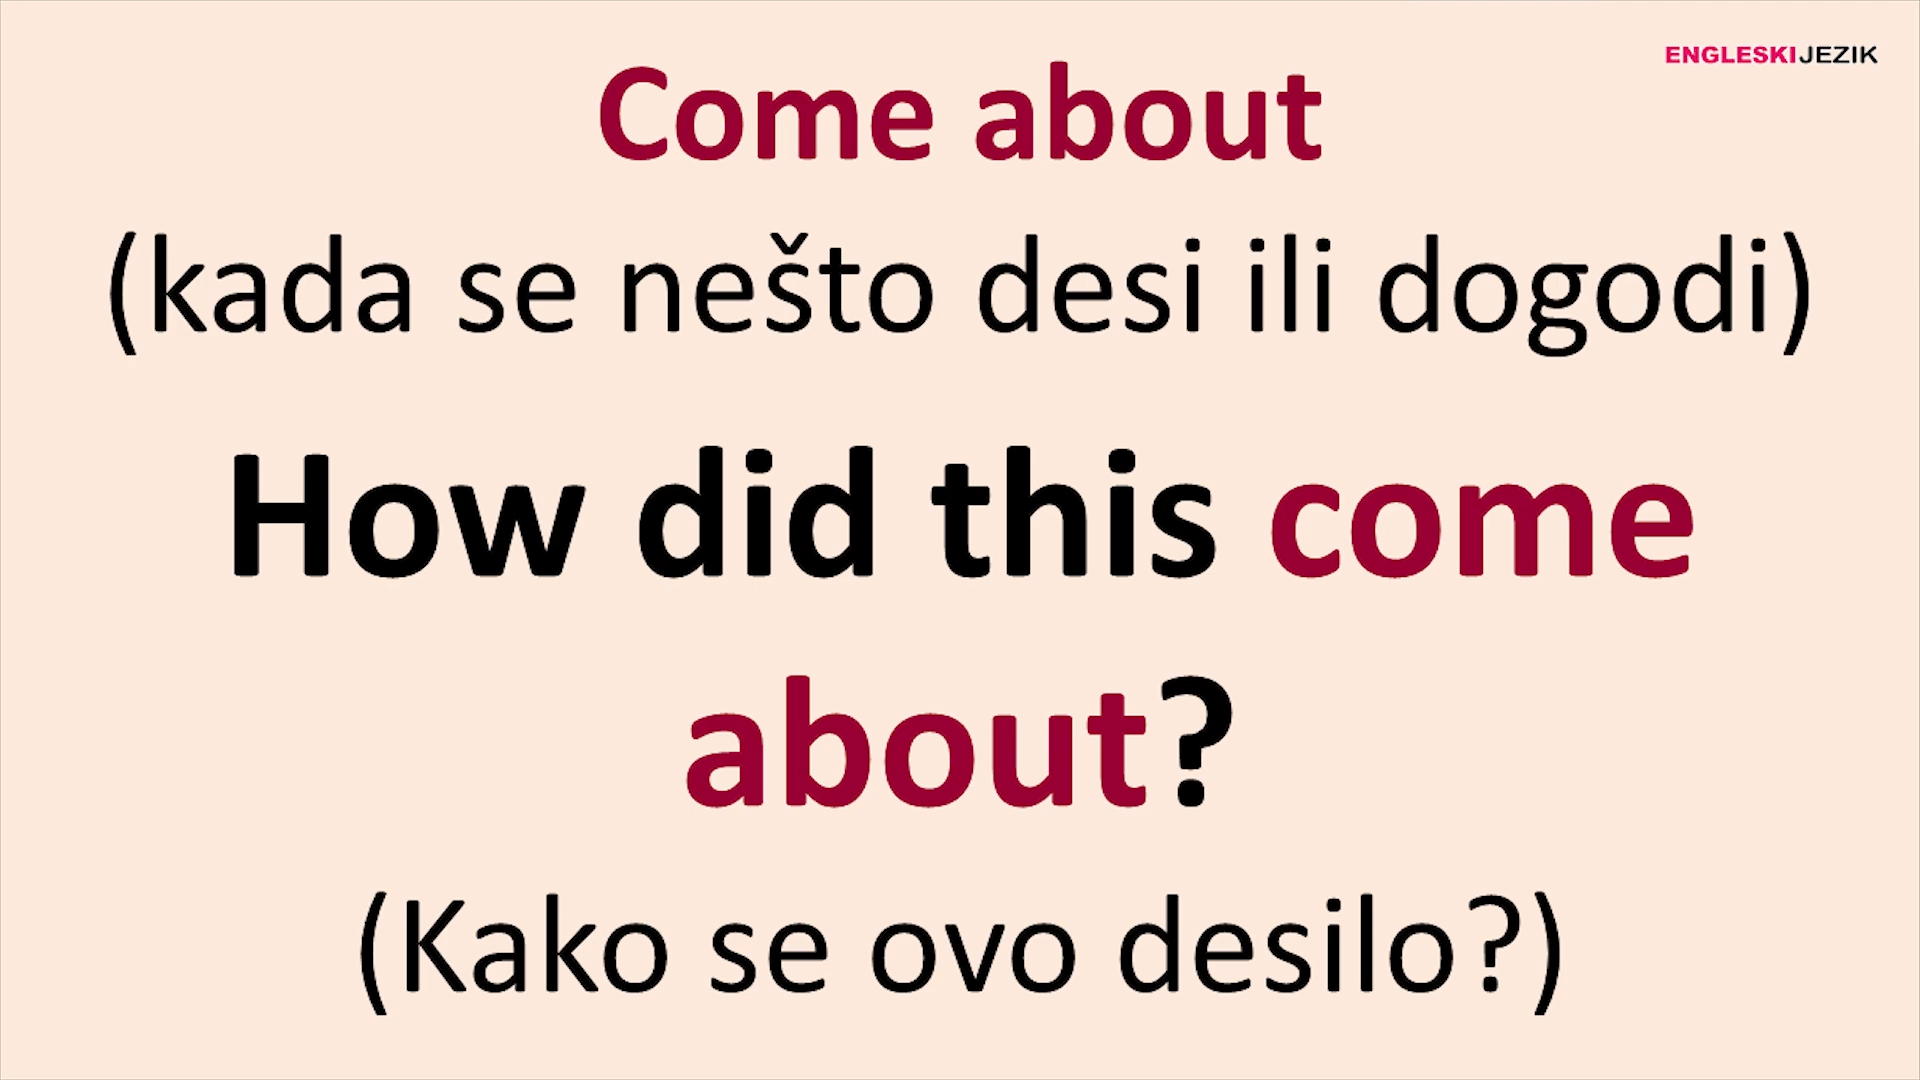 ENGLESKIJEZIK
Come about
(kada se nešto desi ili dogodi)
How did this come
about?
(Kako se ovo desilo?)